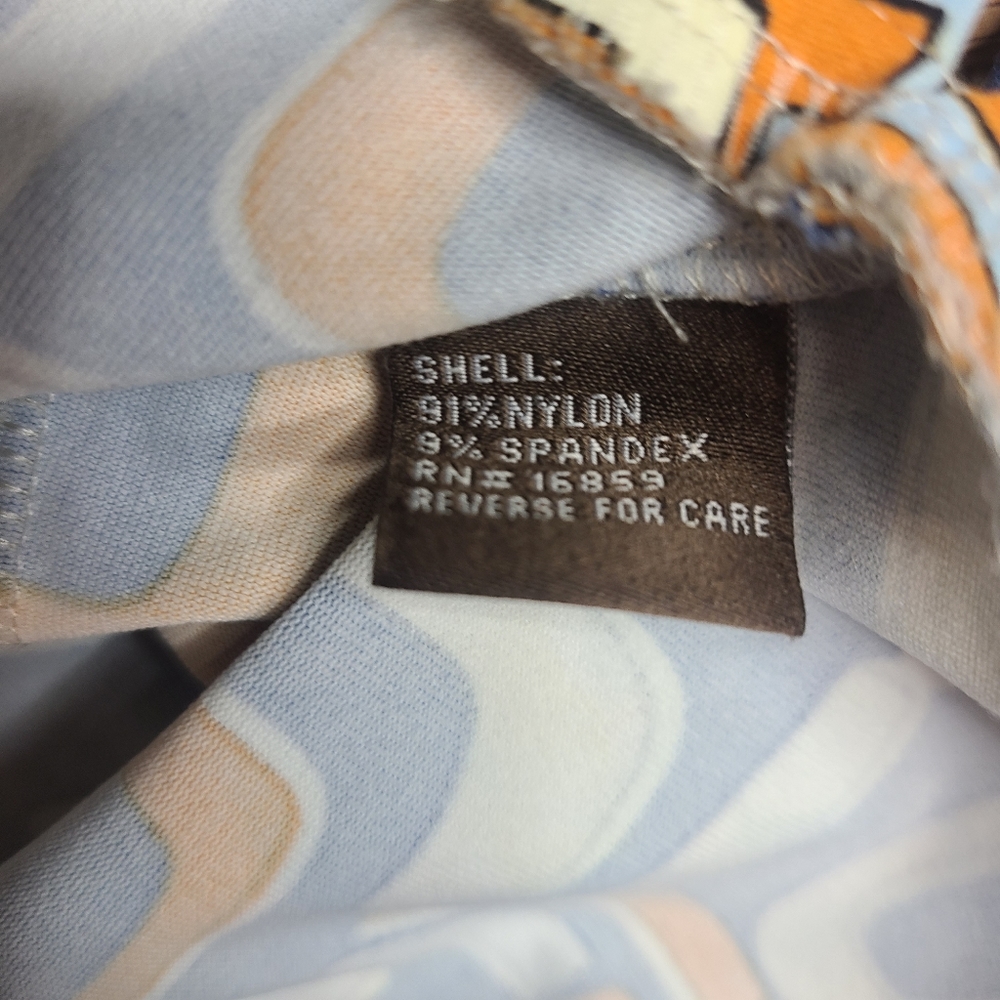 SHELL:
91%NYLON
9% SPANDEX
RN# 16859
REVERSE FOR CARE